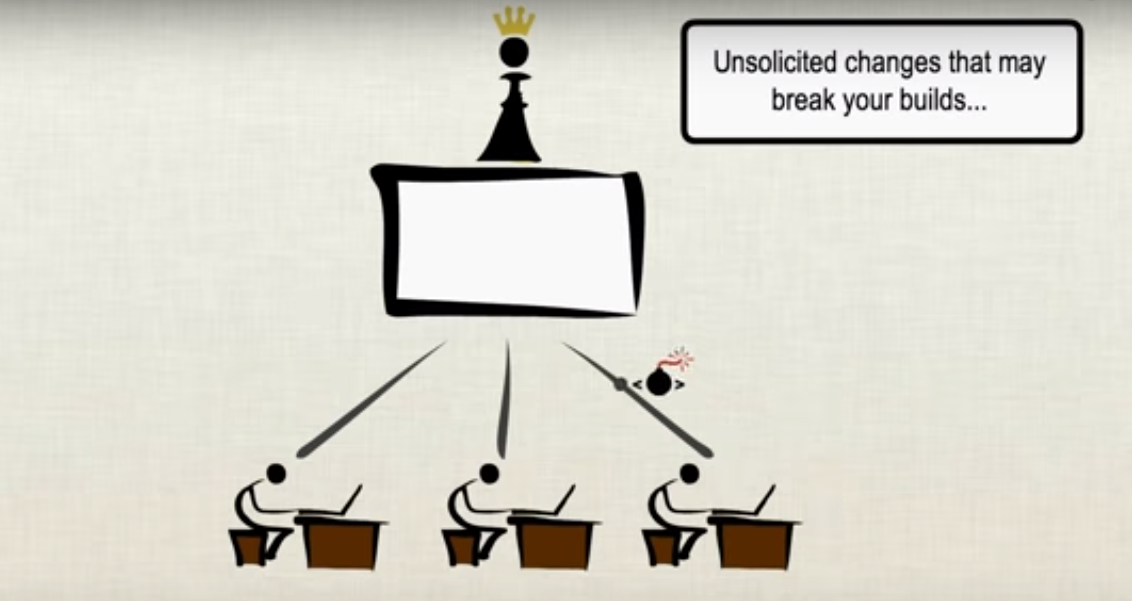 Unsolicited changes that may
break your builds...
< >